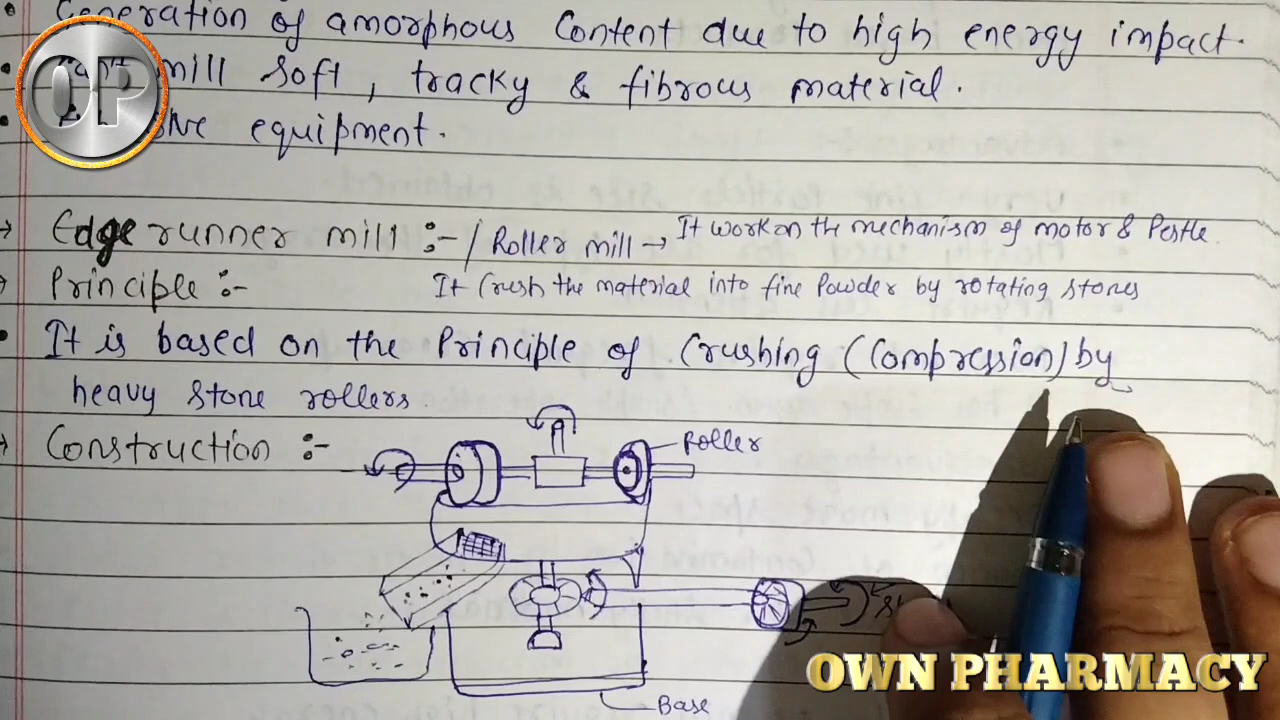 Generation of amorphous Content due to high energy impact.
mill soft, tracky & fibrous material.
equipment.
OP
→ Edge runner mill :- / Roller mill → It work on the mechanism of motor & Pestle
It Crush the material into fine Powder by rotating stones
→ Principle :-
• It is based on the Principle of Crushing (Compression) by
heavy stone rollers.
→ Construction :-
Roller
Base
OWN PHARMACY